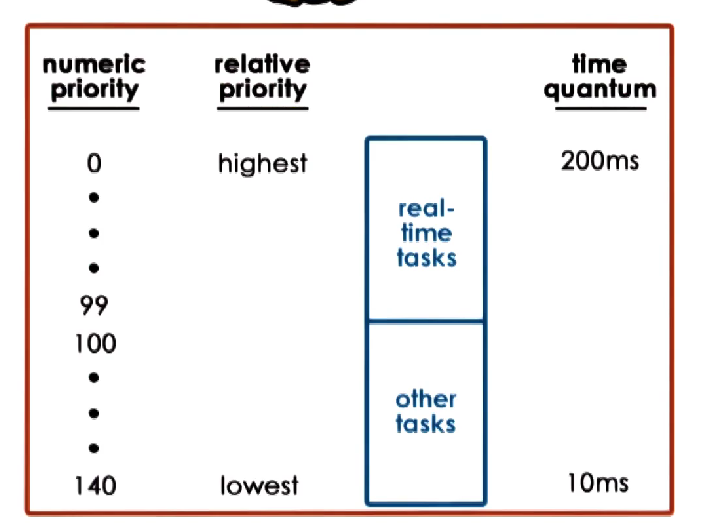 numeric priority
relative priority
time quantum
0 highest 200ms
•
•
•
99
100
•
•
•
140 lowest 10ms
real-
time
tasks
other
tasks